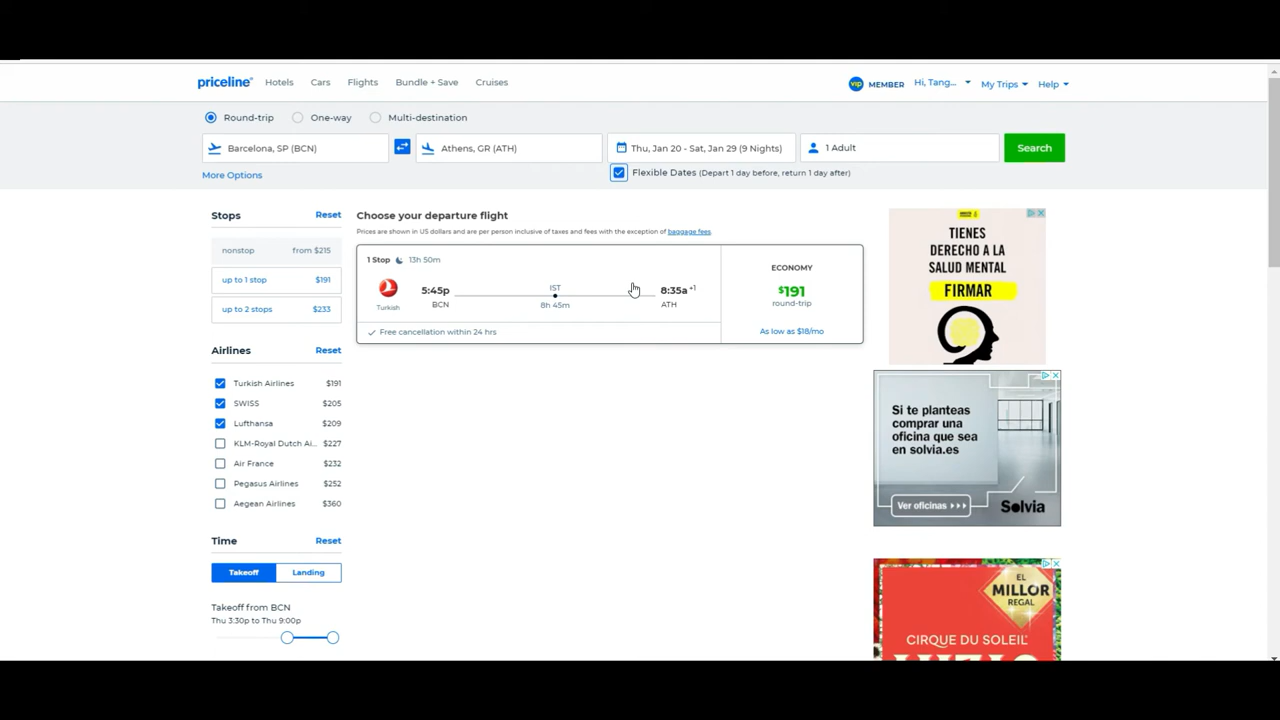 priceline
Hotels
Cars
Flights
Bundle + Save
Cruises
VIP
MEMBER
Hi, Tang...
My Trips
Help
Round-trip
One-way
Multi-destination
Barcelona, SP (BCN)
Athens, GR (ATH)
Thu, Jan 20 - Sat, Jan 29 (9 Nights)
1 Adult
Search
More Options
Flexible Dates (Depart 1 day before, return 1 day after)
Stops
Reset
nonstop
from $215
up to 1 stop
$191
up to 2 stops
$233
Airlines
Reset
Turkish Airlines
$191
SWISS
$205
Lufthansa
$209
KLM-Royal Dutch Ai...
$227
Air France
$232
Pegasus Airlines
$252
Aegean Airlines
$360
Time
Reset
Takeoff
Landing
Takeoff from BCN
Thu 3:30p to Thu 9:00p
Choose your departure flight
Prices are shown in US dollars and are per person inclusive of taxes and fees with the exception of baggage fees.
1 Stop
13h 50m
Turkish
5:45p
BCN
IST
8h 45m
8:35a +1
ATH
Free cancellation within 24 hrs
ECONOMY
$191
round-trip
As low as $18/mo
TIENES
DERECHO A LA
SALUD MENTAL
FIRMAR
Si te planteas
comprar una
oficina que sea
en solvia.es
Ver oficinas
Solvia
EL
MILLOR
REGAL
CIRQUE DU SOLEIL